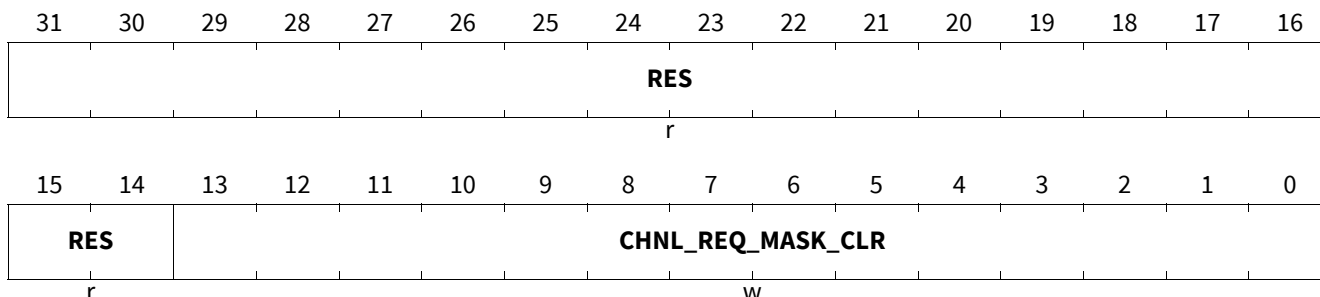 31 30 29 28 27 26 25 24 23 22 21 20 19 18 17 16
RES
r
15 14 13 12 11 10 9 8 7 6 5 4 3 2 1 0
RES CHNL_REQ_MASK_CLR
r w